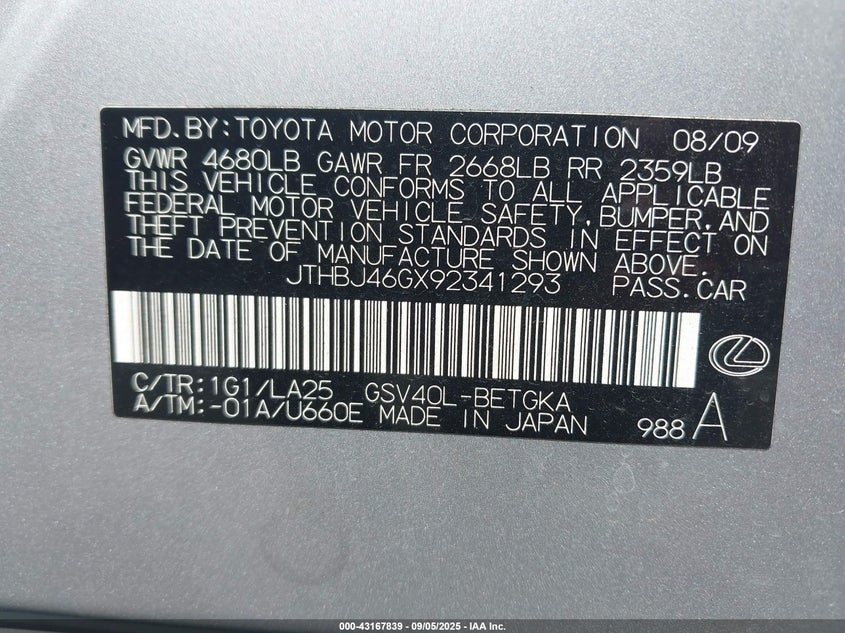 MFD. BY: TOYOTA MOTOR CORPORATION 08/09
GVWR 4680LB GAWR FR 2668LB RR 2359LB
THIS VEHICLE CONFORMS TO ALL APPLICABLE
FEDERAL MOTOR VEHICLE SAFETY, BUMPER, AND
THEFT PREVENTION STANDARDS IN EFFECT ON
THE DATE OF MANUFACTURE SHOWN ABOVE.
JTHBJ46GX92341293 PASS. CAR
C/TR: 1G1/LA25 GSV40L-BETGKA
A/TM: -01A/U660E MADE IN JAPAN 988 A
000-43167839 - 09/05/2025 - IAA Inc.